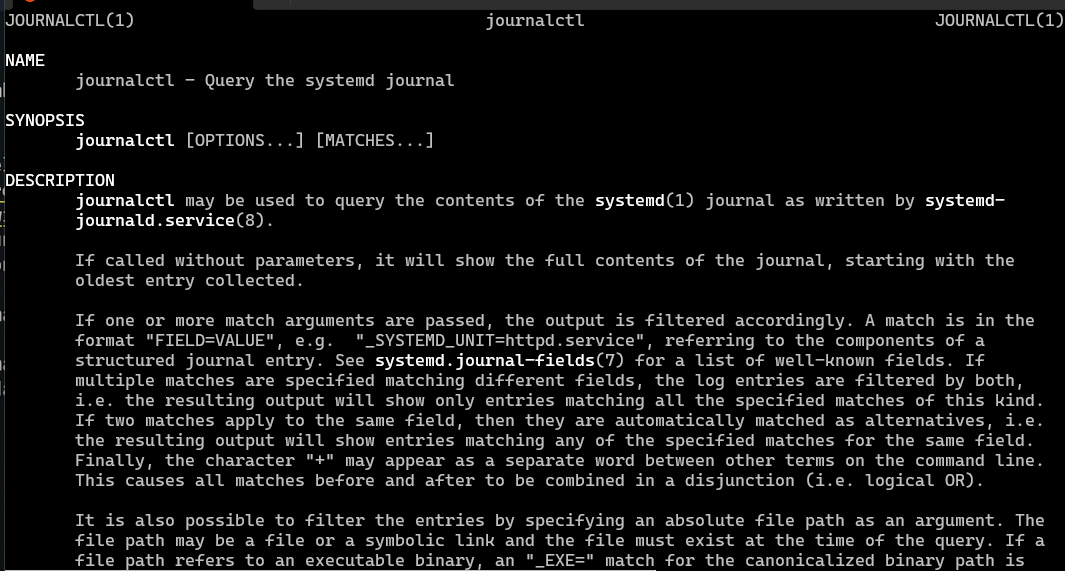 JOURNALCTL(1) journalctl JOURNALCTL(1)
NAME
journalctl - Query the systemd journal
SYNOPSIS
journalctl [OPTIONS...] [MATCHES...]
DESCRIPTION
journalctl may be used to query the contents of the systemd(1) journal as written by systemd-
journald.service(8).
If called without parameters, it will show the full contents of the journal, starting with the
oldest entry collected.
If one or more match arguments are passed, the output is filtered accordingly. A match is in the
format "FIELD=VALUE", e.g.  "_SYSTEMD_UNIT=httpd.service", referring to the components of a
structured journal entry. See systemd.journal-fields(7) for a list of well-known fields. If
multiple matches are specified matching different fields, the log entries are filtered by both,
i.e. the resulting output will show only entries matching all the specified matches of this kind.
If two matches apply to the same field, then they are automatically matched as alternatives, i.e.
the resulting output will show entries matching any of the specified matches for the same field.
Finally, the character "+" may appear as a separate word between other terms on the command line.
This causes all matches before and after to be combined in a disjunction (i.e. logical OR).
It is also possible to filter the entries by specifying an absolute file path as an argument. The
file path may be a file or a symbolic link and the file must exist at the time of the query. If a
file path refers to an executable binary, an "_EXE=" match for the canonicalized binary path is